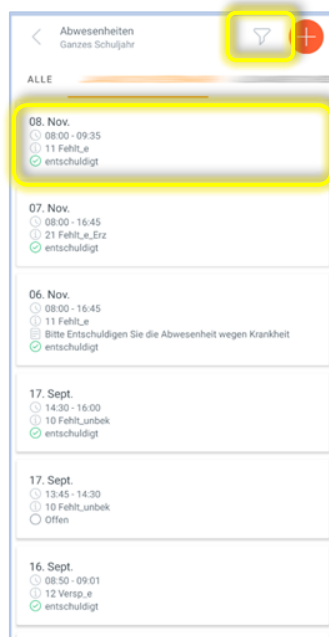 Abwesenheiten
Ganzes Schuljahr
ALLE
08. Nov.
08:00 - 09:35
11 Fehlt_e
entschuldigt
07. Nov.
08:00 - 16:45
21 Fehlt_e_Erz
entschuldigt
06. Nov.
08:00 - 16:45
11 Fehlt_e
Bitte Entschuldigen Sie die Abwesenheit wegen Krankheit
entschuldigt
17. Sept.
14:30 - 16:00
10 Fehlt_unbek
entschuldigt
17. Sept.
13:45 - 14:30
10 Fehlt_unbek
Offen
16. Sept.
08:50 - 09:01
12 Versp_e
entschuldigt